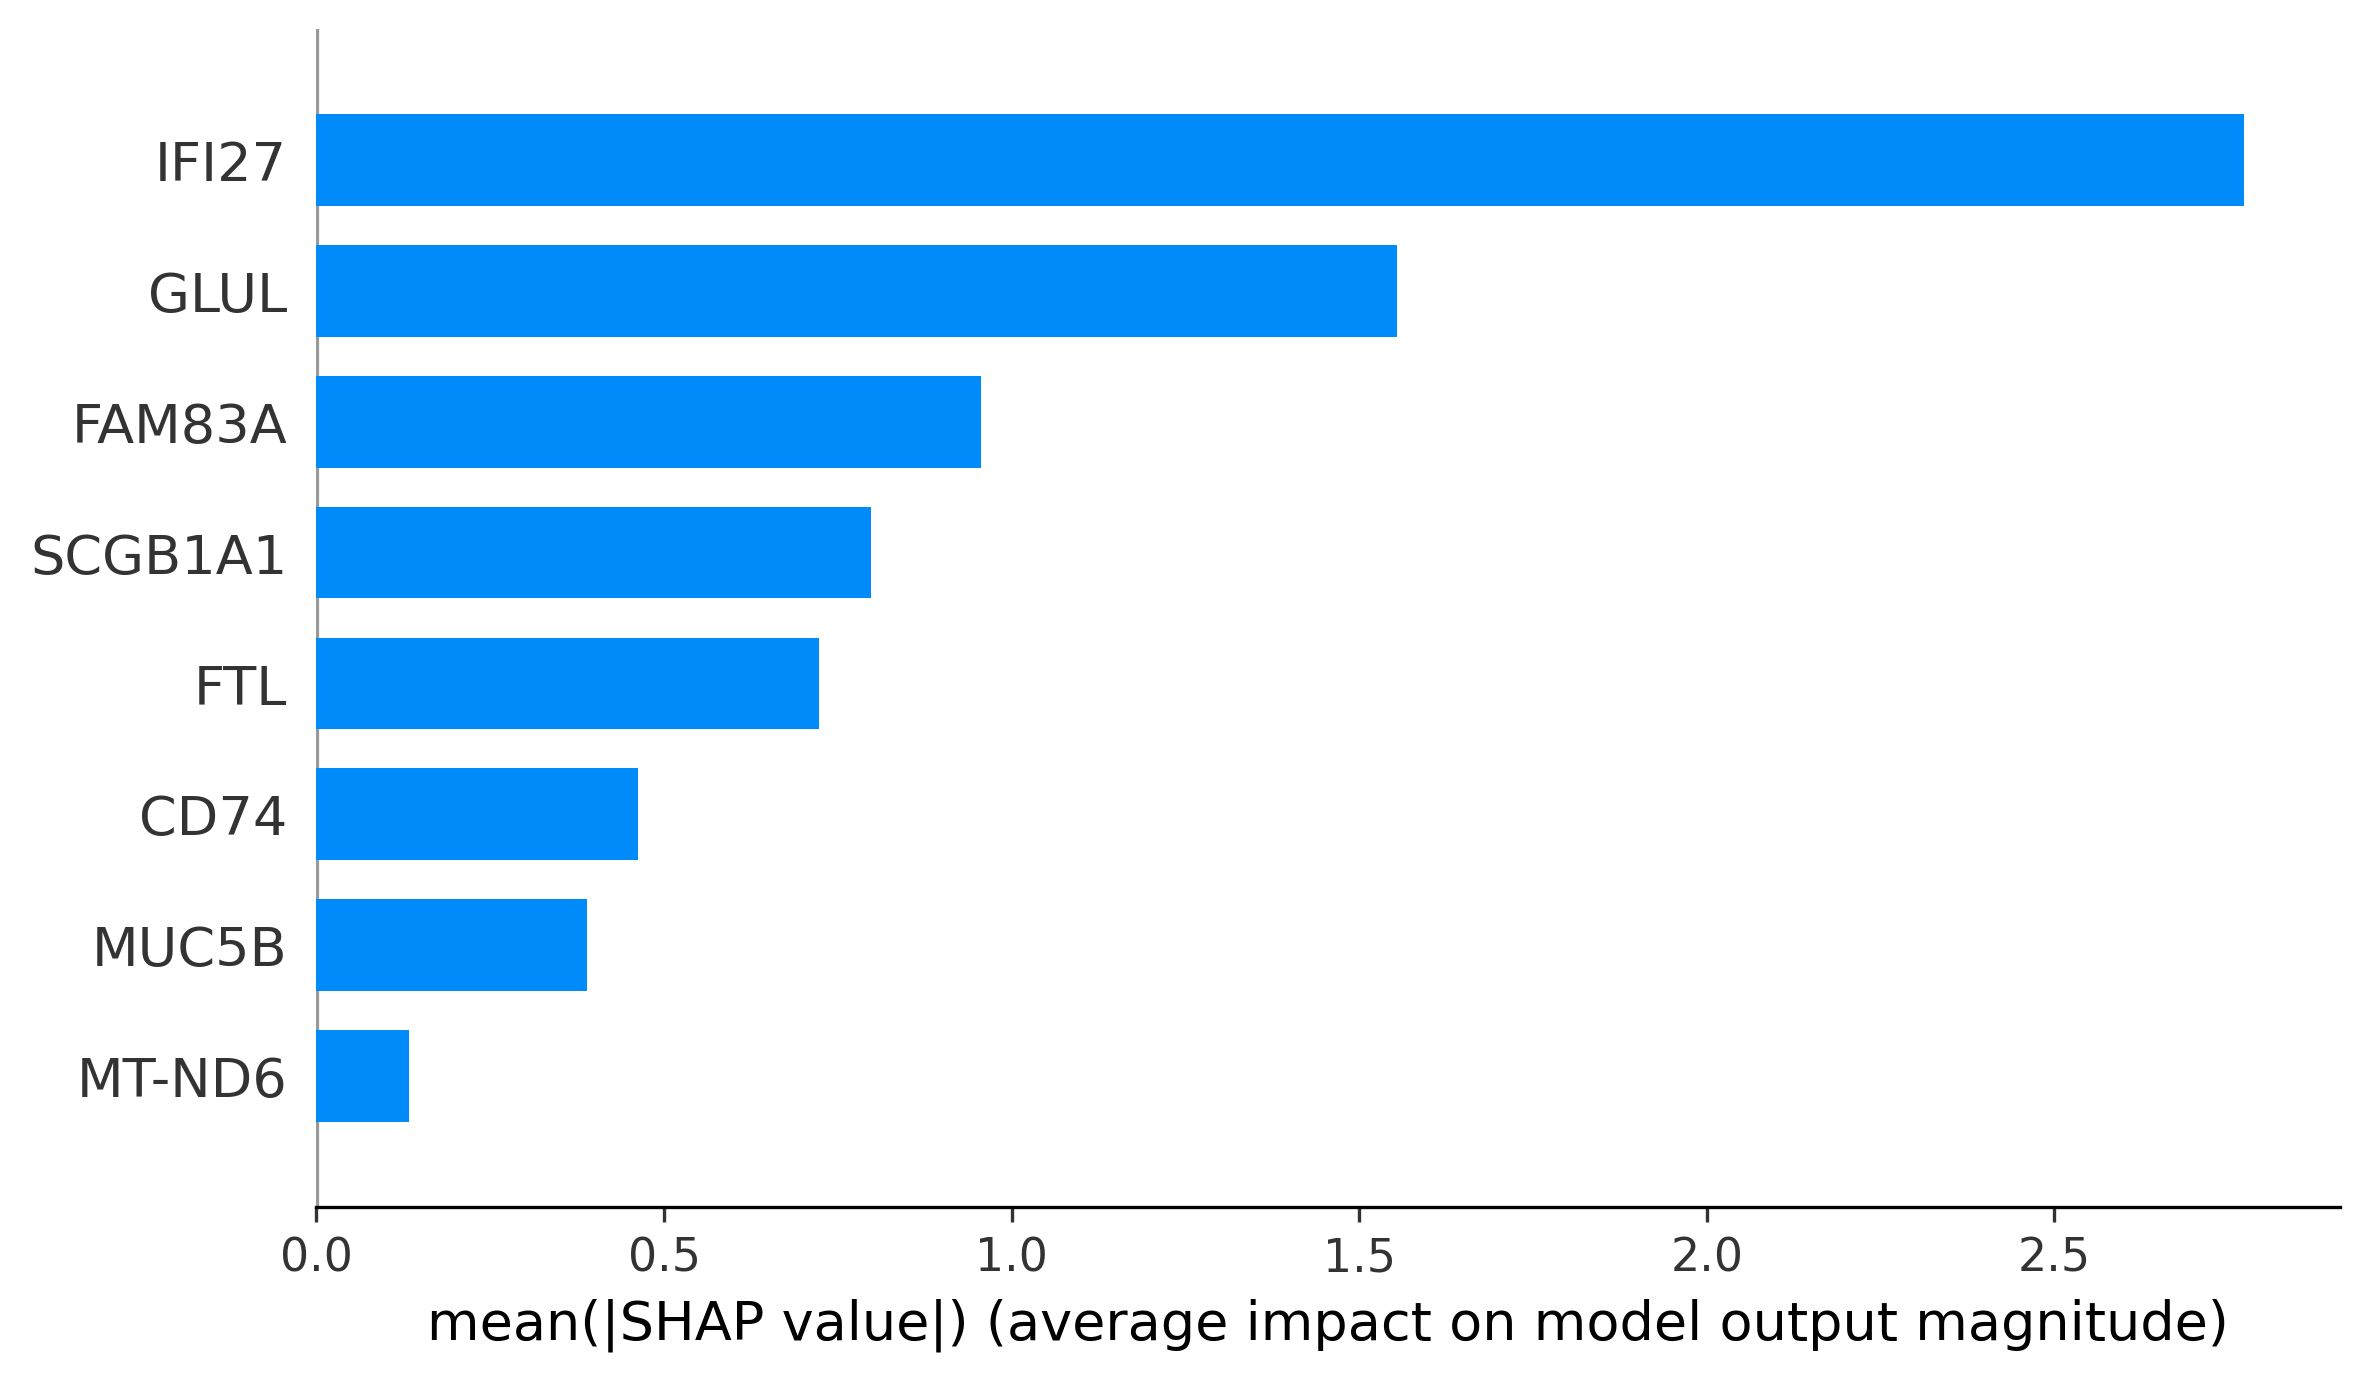 IFI27
GLUL
FAM83A
SCGB1A1
FTL
CD74
MUC5B
MT-ND6
0.0 0.5 1.0 1.5 2.0 2.5
mean(|SHAP value|) (average impact on model output magnitude)